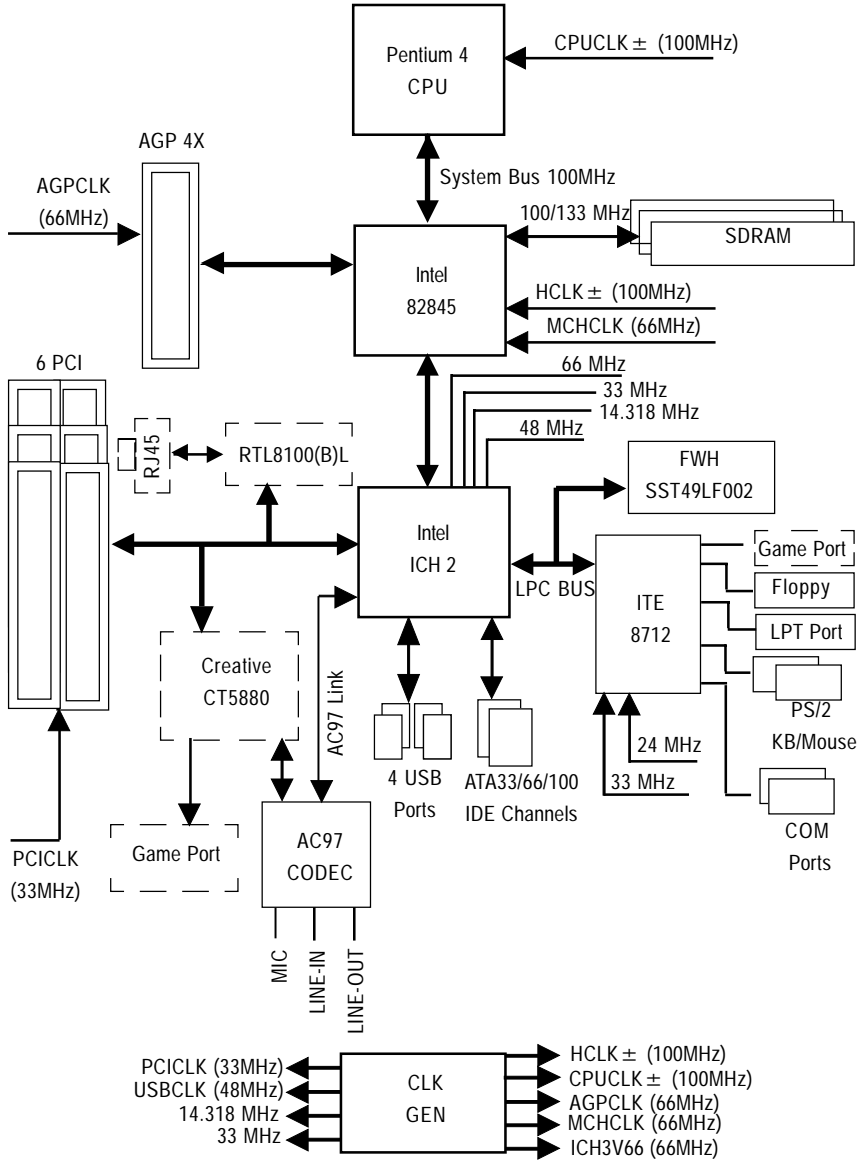 Pentium 4
CPU
CPUCLK ± (100MHz)
AGP 4X
System Bus 100MHz
AGPCLK
(66MHz)
100/133 MHz
SDRAM
Intel
82845
HCLK ± (100MHz)
MCHCLK (66MHz)
6 PCI
66 MHz
33 MHz
14.318 MHz
48 MHz
RJ45
RTL8100(B)L
FWH
SST49LF002
Intel
ICH 2
LPC BUS
ITE
8712
Game Port
Floppy
LPT Port
PS/2
KB/Mouse
Creative
CT5880
AC97 Link
24 MHz
33 MHz
4 USB
Ports
ATA33/66/100
IDE Channels
COM
Ports
PCICLK
(33MHz)
Game Port
AC97
CODEC
MIC
LINE-IN
LINE-OUT
CLK
GEN
PCICLK (33MHz)
USBCLK (48MHz)
14.318 MHz
33 MHz
HCLK ± (100MHz)
CPUCLK ± (100MHz)
AGPCLK (66MHz)
MCHCLK (66MHz)
ICH3V66 (66MHz)